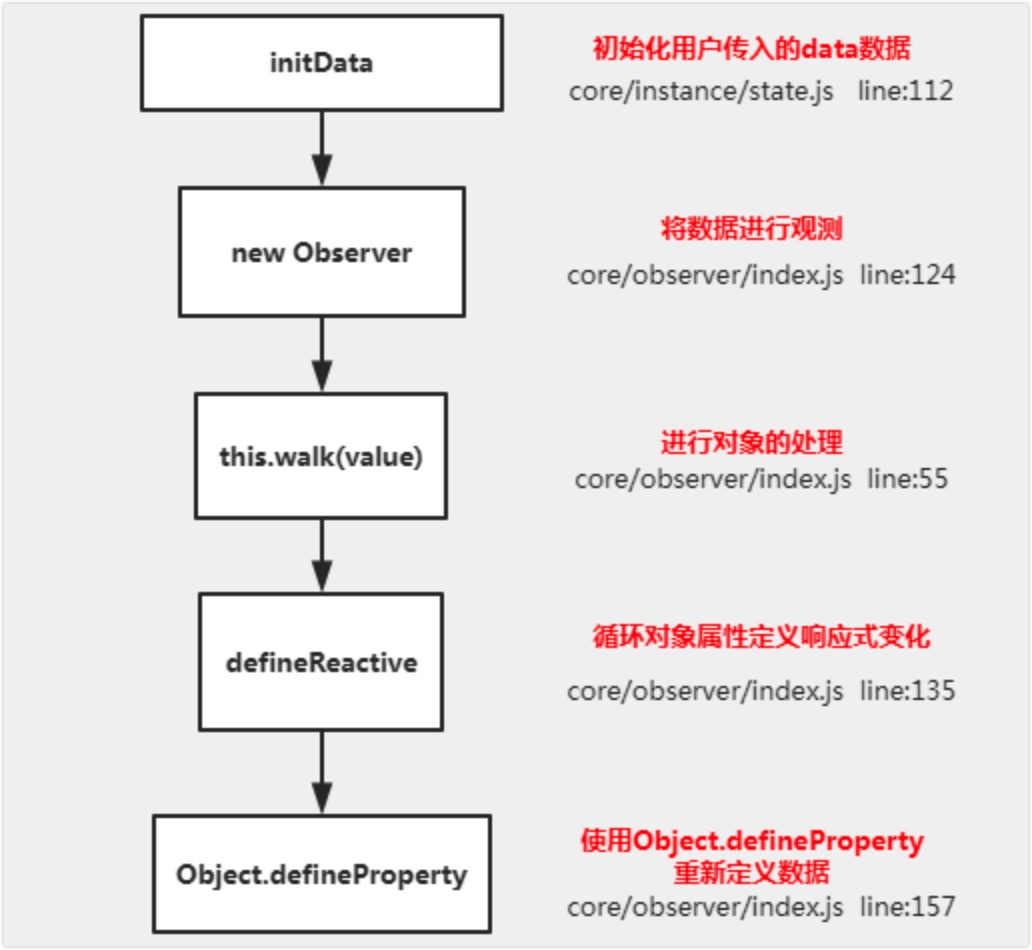 initData
初始化用户传入的data数据
core/instance/state.js line:112
new Observer
将数据进行观测
core/observer/index.js line:124
this.walk(value)
进行对象的处理
core/observer/index.js line:55
defineReactive
循环对象属性定义响应式变化
core/observer/index.js line:135
Object.defineProperty
使用Object.defineProperty
重新定义数据
core/observer/index.js line:157